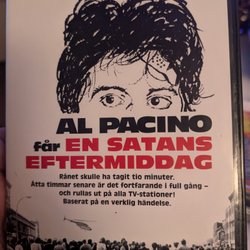 AL PACINO
får EN SATANS
EFTERMIDDAG
Rånet skulle ha tagit tio minuter.
Åtta timmar senare är det fortfarande i full gång –
och rullas ut på alla TV-stationer!
Baserat på en verklig händelse.